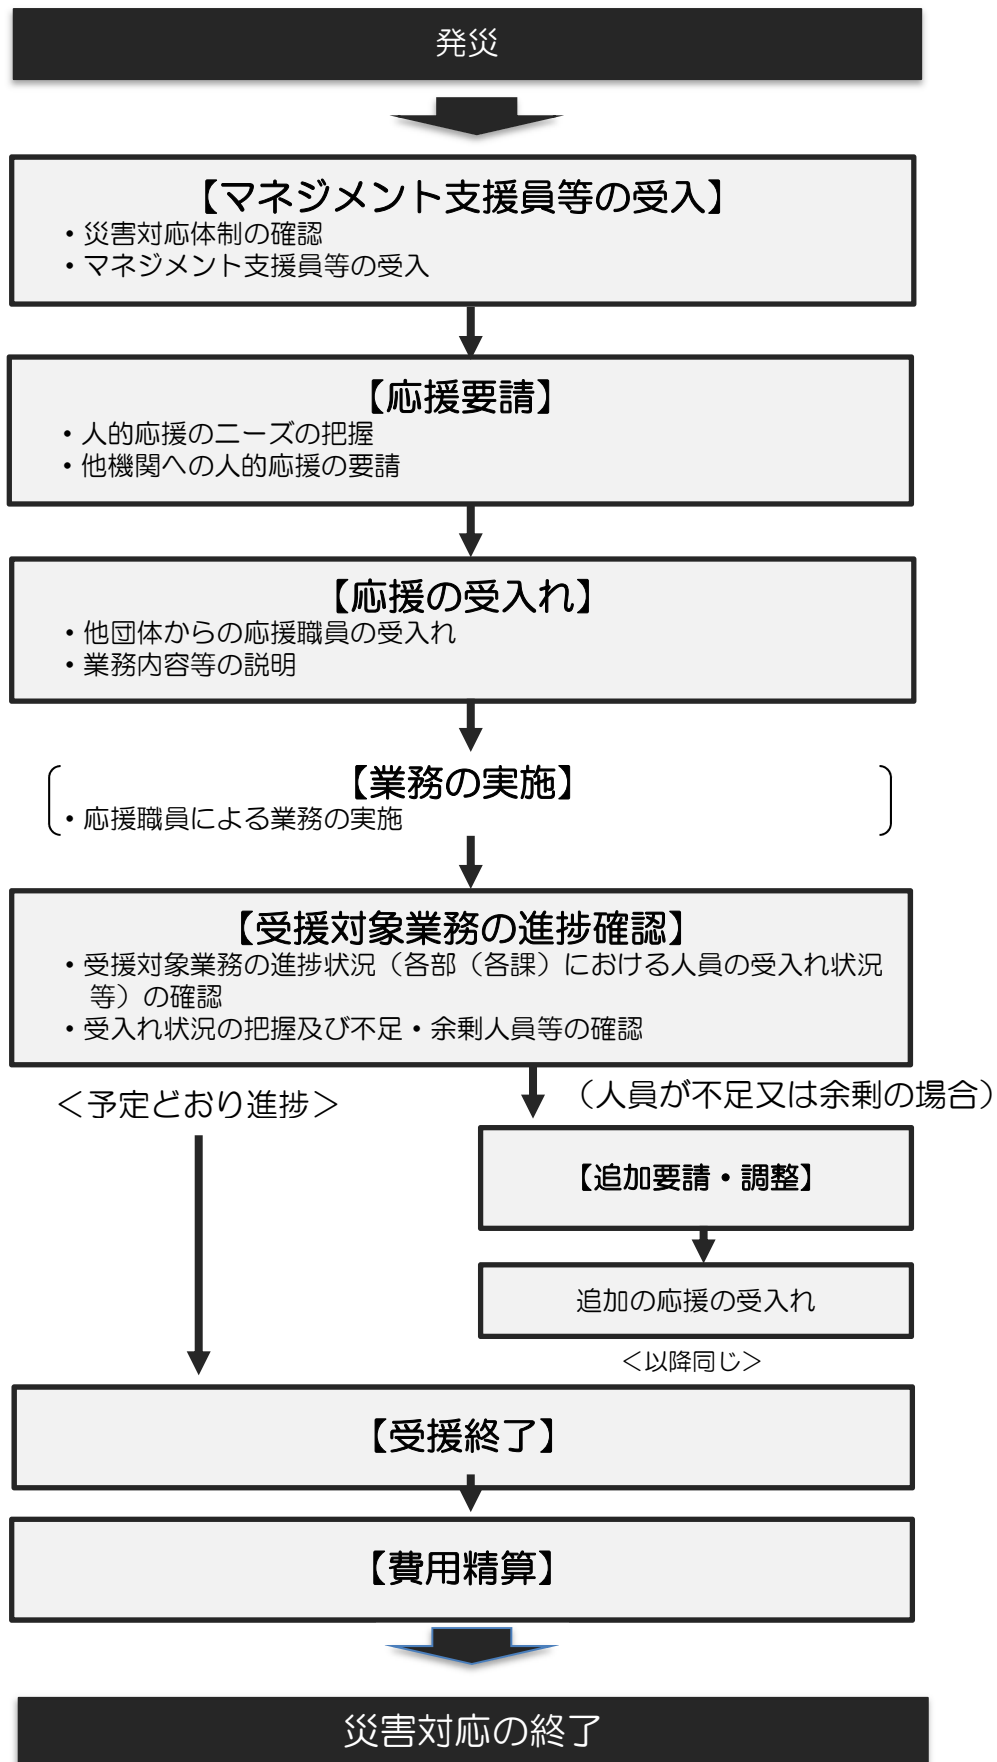 発災
【マネジメント支援員等の受入】
・災害対応体制の確認
・マネジメント支援員等の受入
【応援要請】
・人的応援のニーズの把握
・他機関への人的応援の要請
【応援の受入れ】
・他団体からの応援職員の受入れ
・業務内容等の説明
【業務の実施】
・応援職員による業務の実施
【受援対象業務の進捗確認】
・受援対象業務の進捗状況（各部（各課）における人員の受入れ状況
等）の確認
・受入れ状況の把握及び不足・余剰人員等の確認
＜予定どおり進捗＞
（人員が不足又は余剰の場合）
【追加要請・調整】
追加の応援の受入れ
＜以降同じ＞
【受援終了】
【費用精算】
災害対応の終了